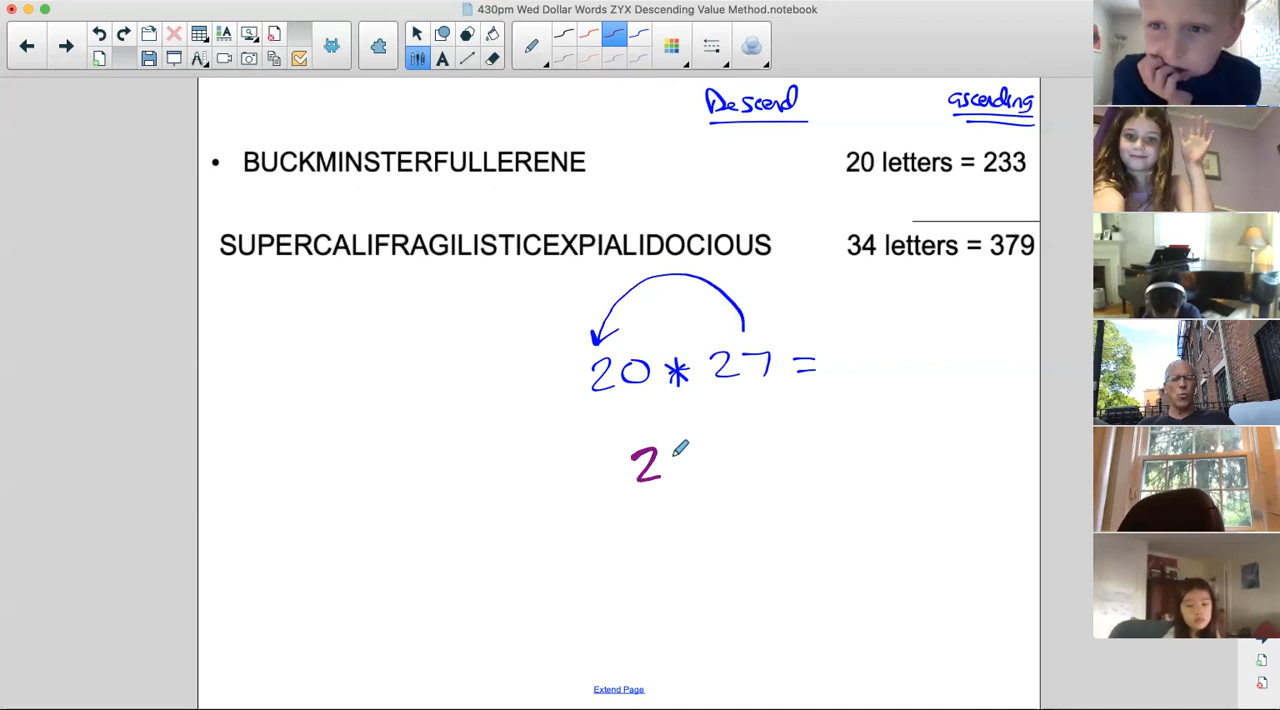 430pm Wed Dollar Words ZYX Descending Value Method.notebook
Descend ascending
• BUCKMINSTERFULLERENE 20 letters = 233
SUPERCALIFRAGILISTICEXPIALIDOCIOUS 34 letters = 379
20 * 27 =
2
Extend Page